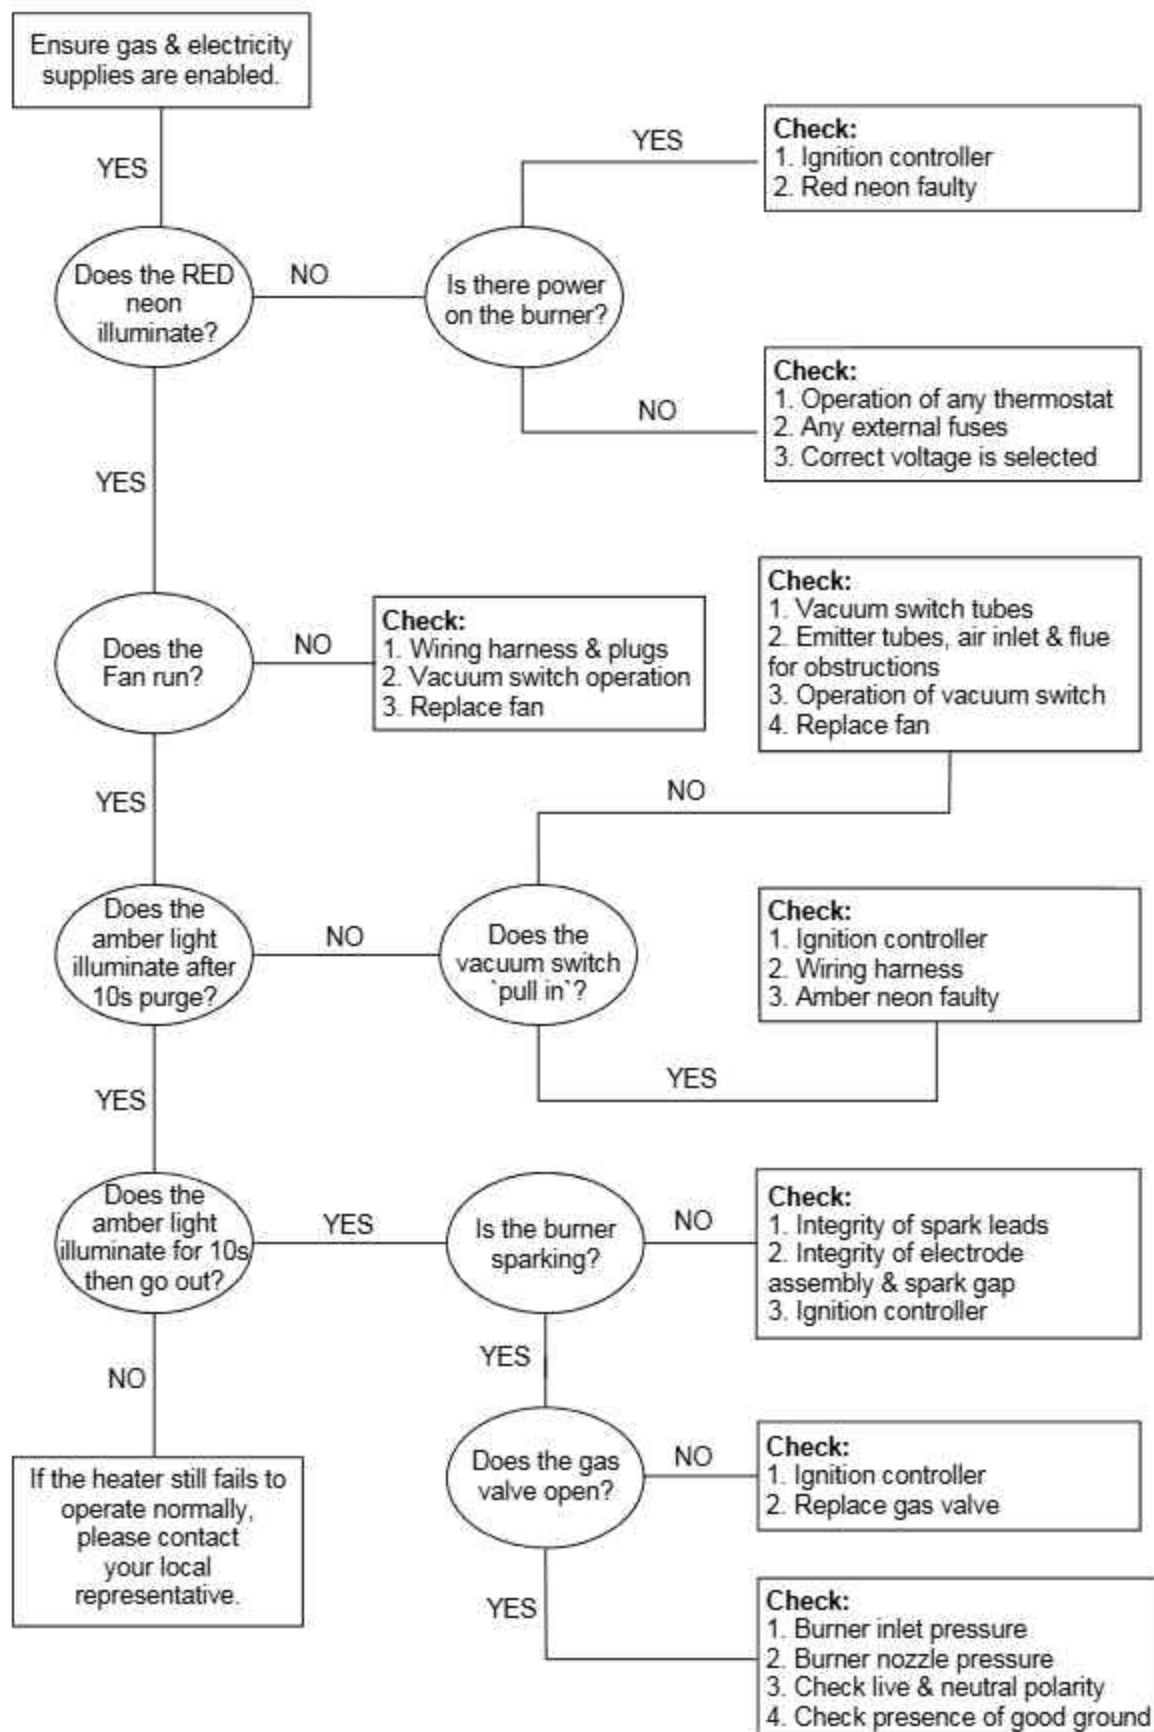 Ensure gas & electricity
supplies are enabled.
YES
YES
Check:
1. Ignition controller
2. Red neon faulty
Does the RED
neon
illuminate?
NO
Is there power
on the burner?
NO
Check:
1. Operation of any thermostat
2. Any external fuses
3. Correct voltage is selected
YES
Does the
Fan run?
NO
Check:
1. Wiring harness & plugs
2. Vacuum switch operation
3. Replace fan
Check:
1. Vacuum switch tubes
2. Emitter tubes, air inlet & flue
for obstructions
3. Operation of vacuum switch
4. Replace fan
YES
NO
Does the
amber light
illuminate after
10s purge?
NO
Does the
vacuum switch
`pull in`?
Check:
1. Ignition controller
2. Wiring harness
3. Amber neon faulty
YES
YES
Does the
amber light
illuminate for 10s
then go out?
YES
Is the burner
sparking?
NO
Check:
1. Integrity of spark leads
2. Integrity of electrode
assembly & spark gap
3. Ignition controller
NO
YES
If the heater still fails to
operate normally,
please contact
your local
representative.
Does the gas
valve open?
NO
Check:
1. Ignition controller
2. Replace gas valve
YES
Check:
1. Burner inlet pressure
2. Burner nozzle pressure
3. Check live & neutral polarity
4. Check presence of good ground